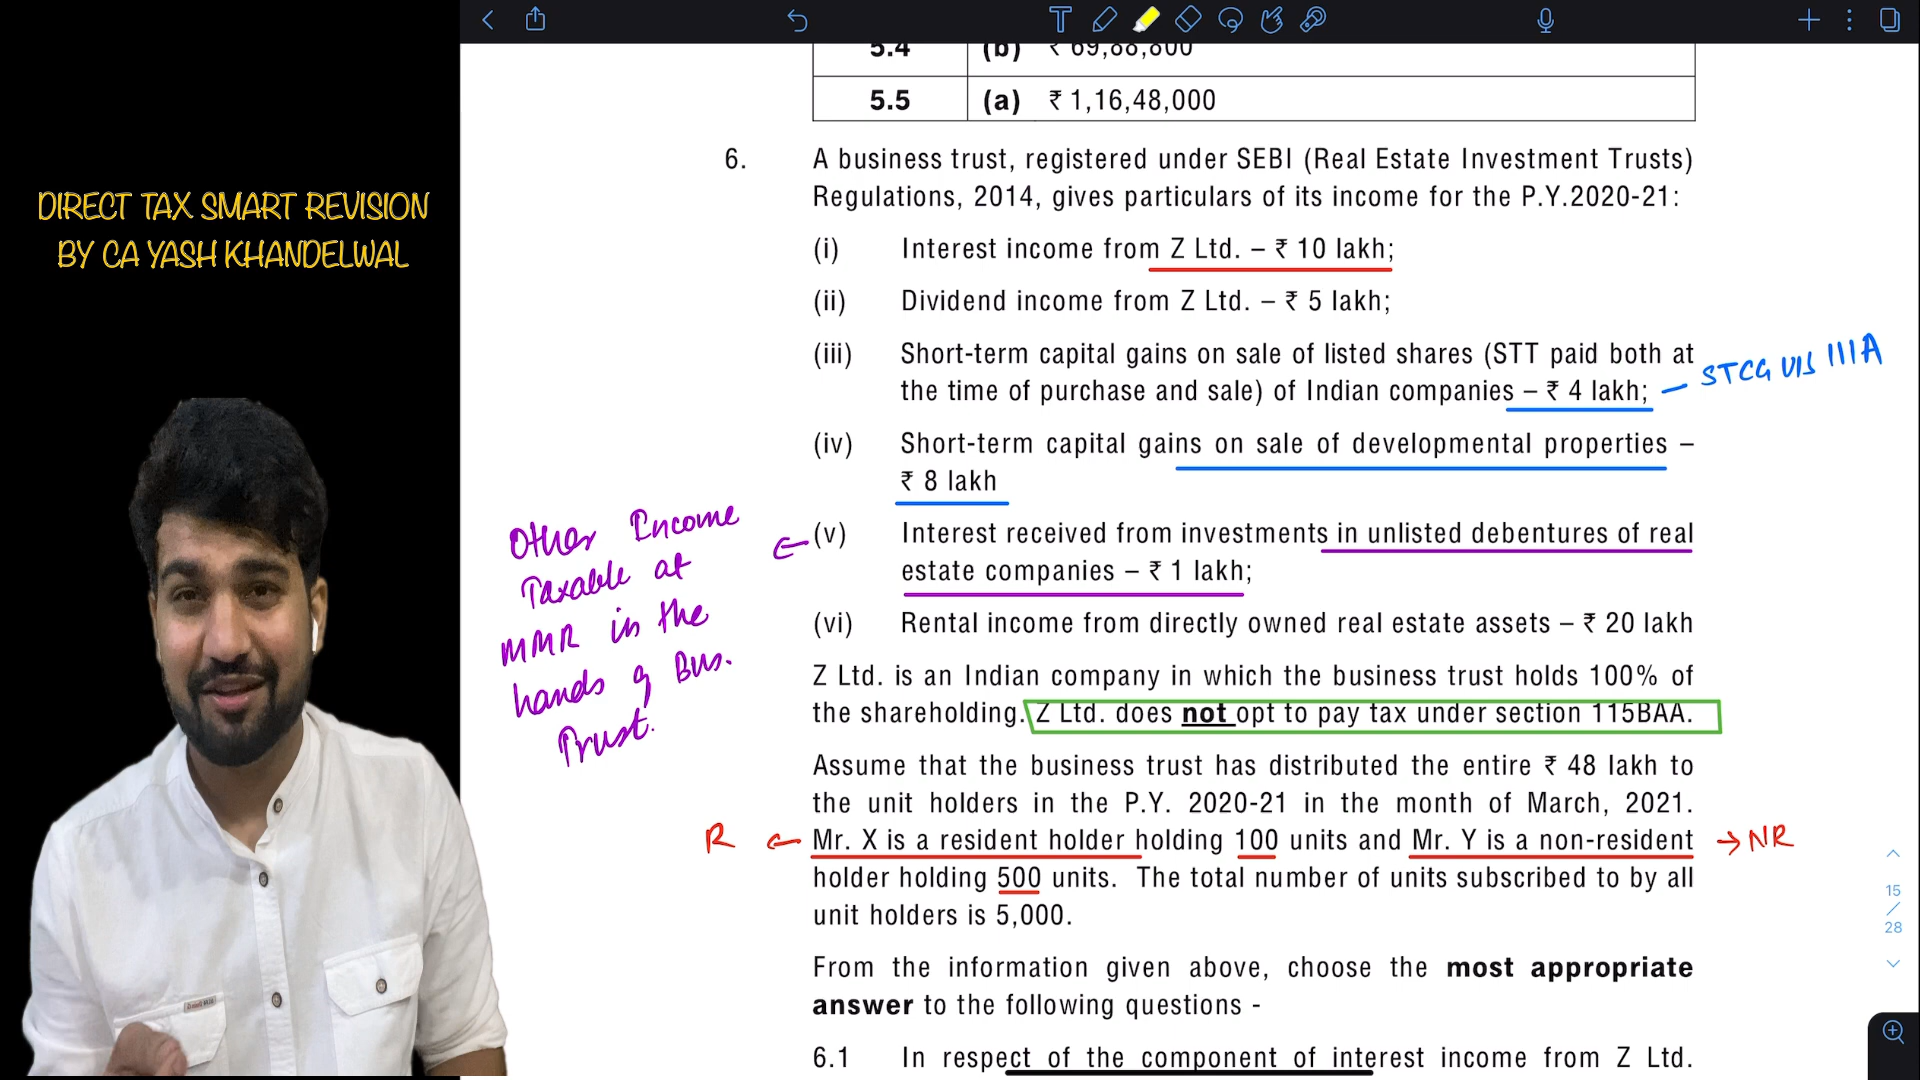 DIRECT TAX SMART REVISION
BY CA YASH KHANDELWAL
5.4 (b) ₹ 69,88,800
5.5 (a) ₹ 1,16,48,000
6. A business trust, registered under SEBI (Real Estate Investment Trusts)
Regulations, 2014, gives particulars of its income for the P.Y.2020-21:
(i) Interest income from Z Ltd. – ₹ 10 lakh;
(ii) Dividend income from Z Ltd. – ₹ 5 lakh;
(iii) Short-term capital gains on sale of listed shares (STT paid both at
the time of purchase and sale) of Indian companies – ₹ 4 lakh;
– STCG u/s 111A
(iv) Short-term capital gains on sale of developmental properties –
₹ 8 lakh
(v) Interest received from investments in unlisted debentures of real
estate companies – ₹ 1 lakh;
Other Income
Taxable at
MMR in the
hands of Bus.
Trust.
(vi) Rental income from directly owned real estate assets – ₹ 20 lakh
Z Ltd. is an Indian company in which the business trust holds 100% of
the shareholding. Z Ltd. does not opt to pay tax under section 115BAA.
Assume that the business trust has distributed the entire ₹ 48 lakh to
the unit holders in the P.Y. 2020-21 in the month of March, 2021.
R ← Mr. X is a resident holder holding 100 units and Mr. Y is a non-resident → NR
holder holding 500 units. The total number of units subscribed to by all
unit holders is 5,000.
From the information given above, choose the most appropriate
answer to the following questions -
6.1 In respect of the component of interest income from Z Ltd.
15
/
28